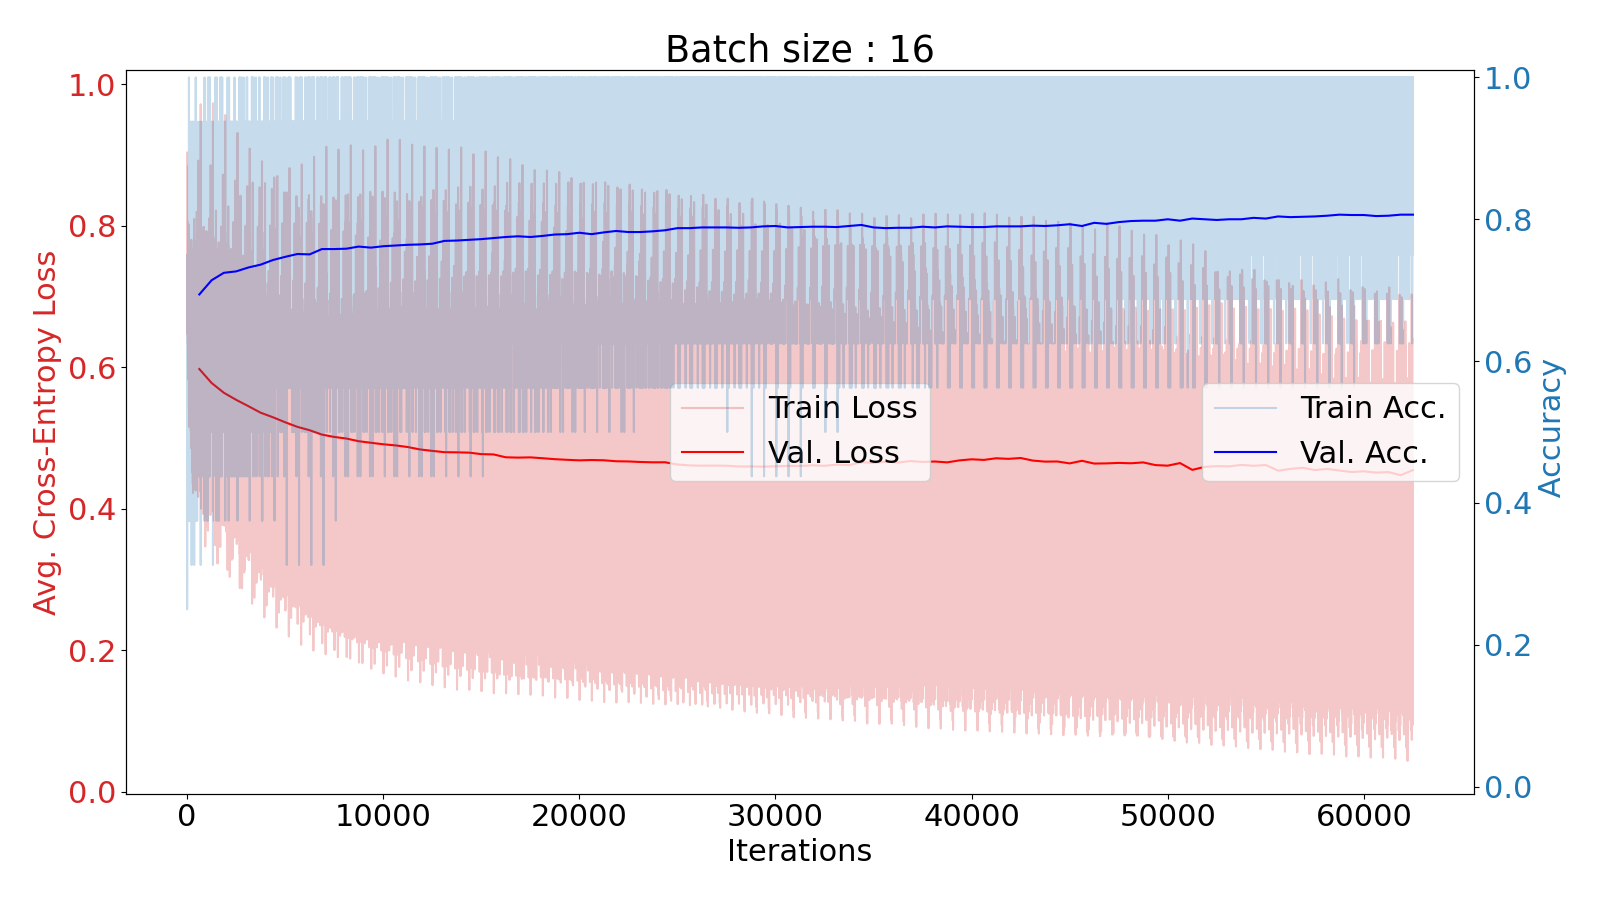 Batch size : 16
1.0
0.8
0.6
0.4
0.2
0.0
Avg. Cross-Entropy Loss
1.0
0.8
0.6
0.4
0.2
0.0
Accuracy
Train Loss
Val. Loss
Train Acc.
Val. Acc.
0 10000 20000 30000 40000 50000 60000
Iterations